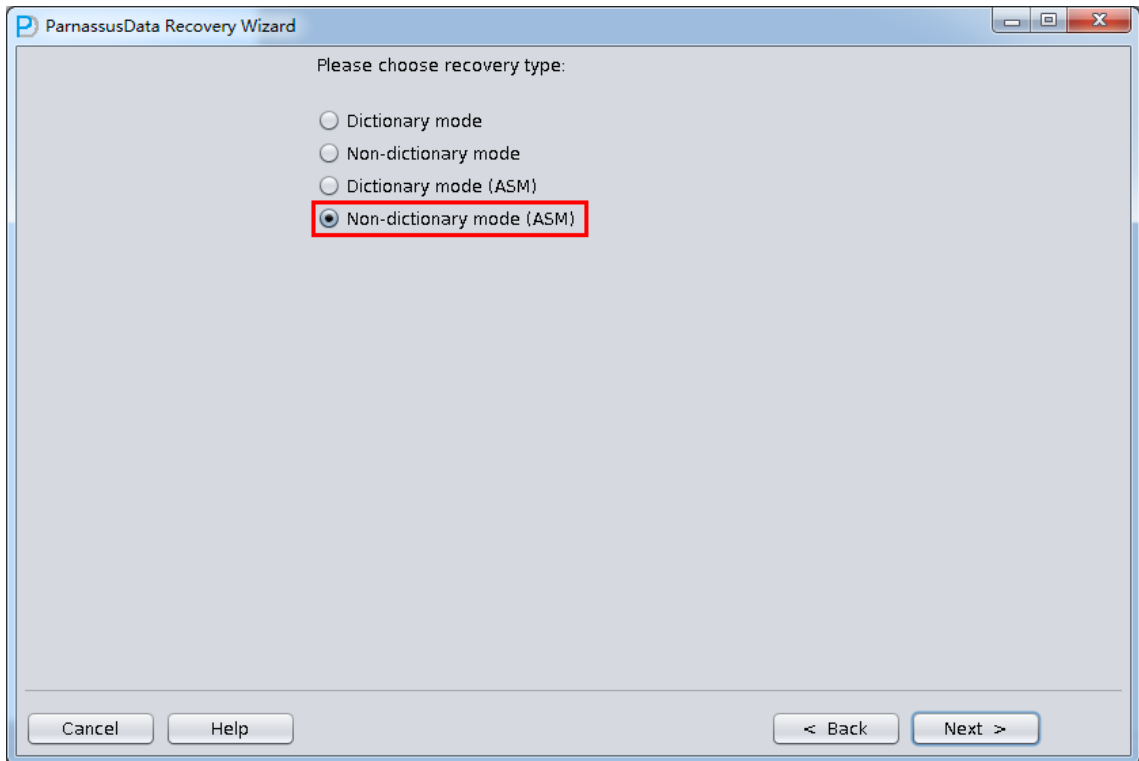 ParnassusData Recovery Wizard
Please choose recovery type:
Dictionary mode
Non-dictionary mode
Dictionary mode (ASM)
Non-dictionary mode (ASM)
Cancel
Help
< Back
Next >